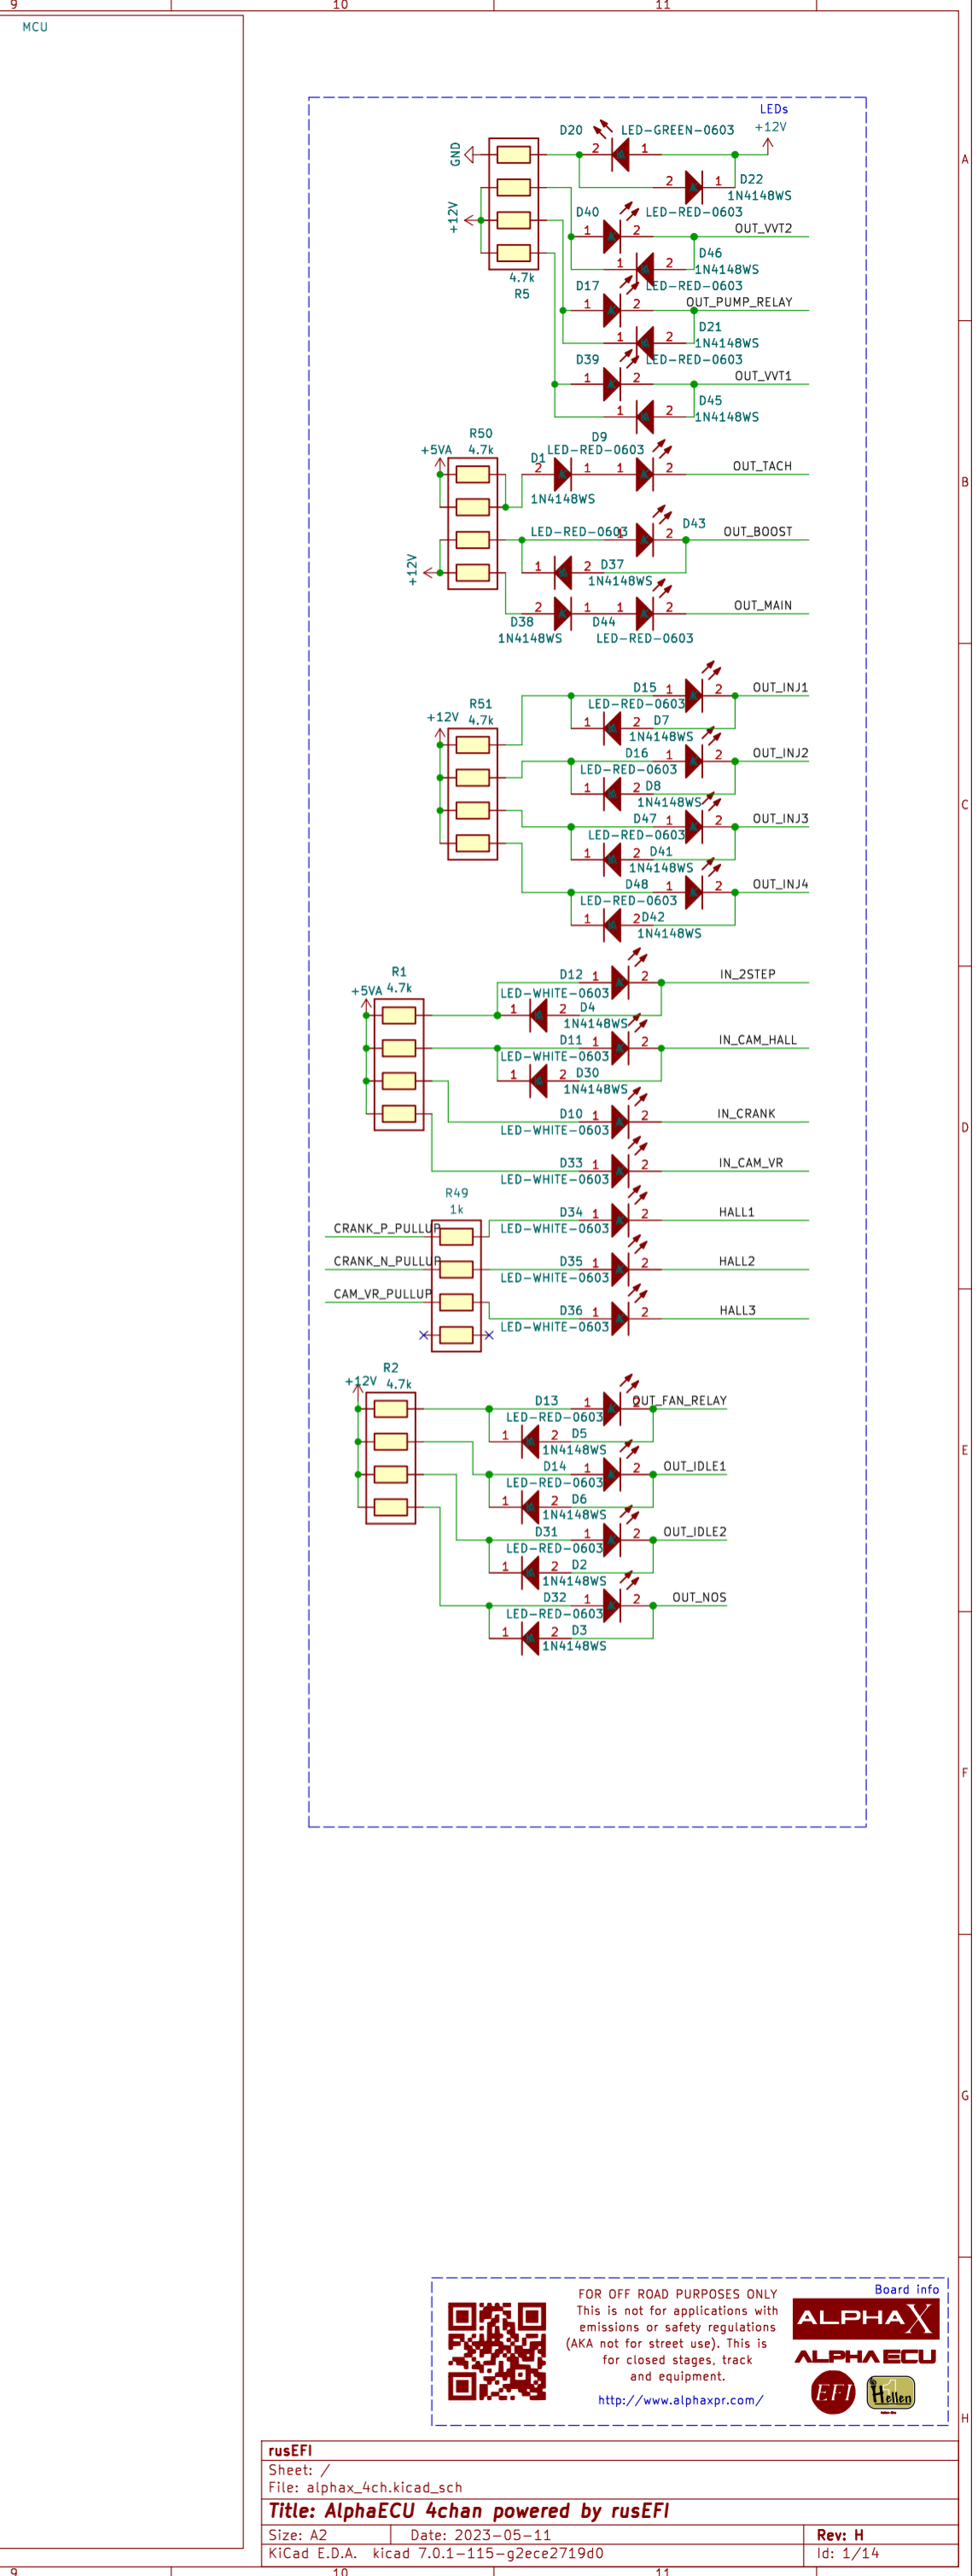 9
10
11
MCU
LEDs
D20
LED-GREEN-0603
+12V
GND
2
1
A
2
1
D22
1N4148WS
D40
LED-RED-0603
+12V
1
2
OUT_VVT2
D46
1
2
1N4148WS
4.7k
R5
D17
LED-RED-0603
1
2
OUT_PUMP_RELAY
D21
1
2
1N4148WS
D39
LED-RED-0603
1
2
OUT_VVT1
D45
1
2
1N4148WS
R50
4.7k
+5VA
D9
LED-RED-0603
D1
2
1
1
2
OUT_TACH
B
1N4148WS
LED-RED-0603
1
2
D43
OUT_BOOST
+12V
1
2
D37
1N4148WS
2
1
1
2
OUT_MAIN
D38
D44
1N4148WS
LED-RED-0603
R51
4.7k
+12V
D15
1
2
OUT_INJ1
LED-RED-0603
1
2
D7
1N4148WS
D16
1
2
OUT_INJ2
LED-RED-0603
1
2
D8
1N4148WS
C
D47
1
2
OUT_INJ3
LED-RED-0603
1
2
D41
1N4148WS
D48
1
2
OUT_INJ4
LED-RED-0603
1
2
D42
1N4148WS
R1
4.7k
+5VA
D12
1
2
IN_2STEP
LED-WHITE-0603
1
2
D4
1N4148WS
D11
1
2
IN_CAM_HALL
LED-WHITE-0603
1
2
D30
1N4148WS
D10
1
2
IN_CRANK
LED-WHITE-0603
D
D33
1
2
IN_CAM_VR
LED-WHITE-0603
R49
1k
D34
1
2
HALL1
LED-WHITE-0603
CRANK_P_PULLUP
CRANK_N_PULLUP
D35
1
2
HALL2
LED-WHITE-0603
CAM_VR_PULLUP
D36
1
2
HALL3
LED-WHITE-0603
R2
4.7k
+12V
D13
1
2
OUT_FAN_RELAY
LED-RED-0603
1
2
D5
1N4148WS
E
D14
1
2
OUT_IDLE1
LED-RED-0603
1
2
D6
1N4148WS
D31
1
2
OUT_IDLE2
LED-RED-0603
1
2
D2
1N4148WS
D32
1
2
OUT_NOS
LED-RED-0603
1
2
D3
1N4148WS
F
G
Board info
FOR OFF ROAD PURPOSES ONLY
This is not for applications with
emissions or safety regulations
(AKA not for street use). This is
for closed stages, track
and equipment.
http://www.alphaxpr.com/
ALPHAX
ALPHA ECU
EFI
Hellen
H
rusEFI
Sheet: /
File: alphax_4ch.kicad_sch
Title: AlphaECU 4chan powered by rusEFI
Size: A2
Date: 2023-05-11
Rev: H
KiCad E.D.A. kicad 7.0.1-115-g2ece2719d0
Id: 1/14
9
10
11